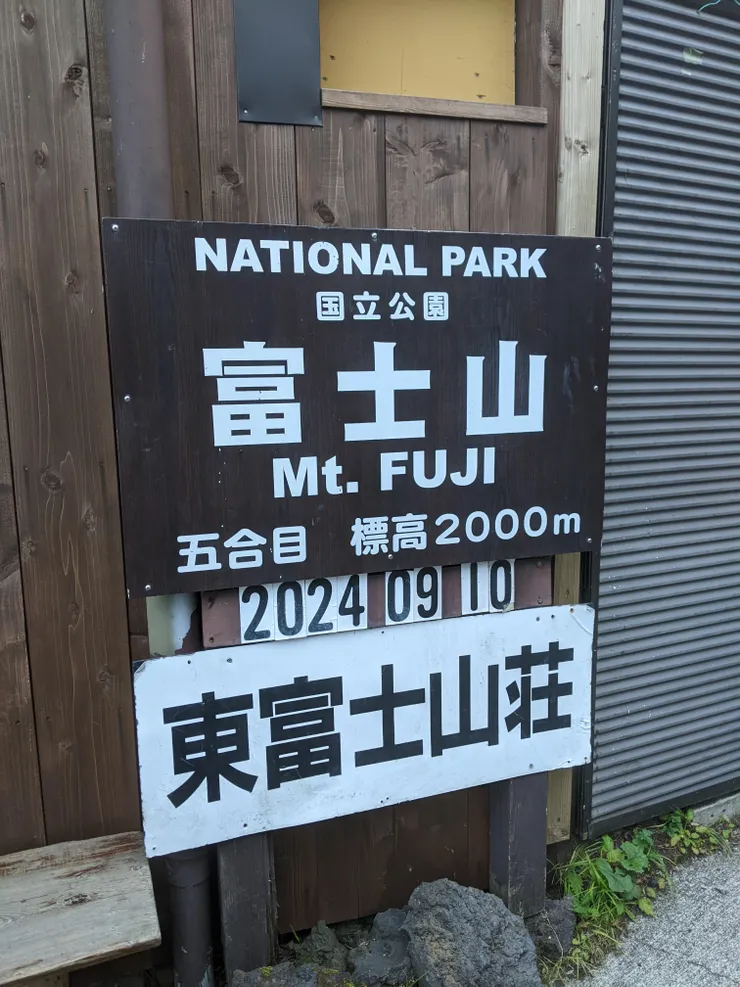 NATIONAL PARK
国立公園
富士山
Mt. FUJI
五合目 標高2000m
2024 09 10
東富士山荘